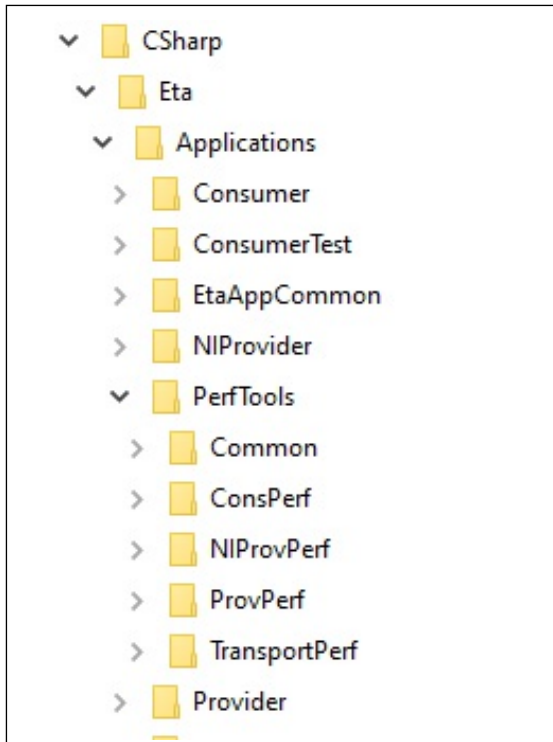 CSharp
Eta
Applications
Consumer
ConsumerTest
EtaAppCommon
NIProvider
PerfTools
Common
ConsPerf
NIProvPerf
ProvPerf
TransportPerf
Provider